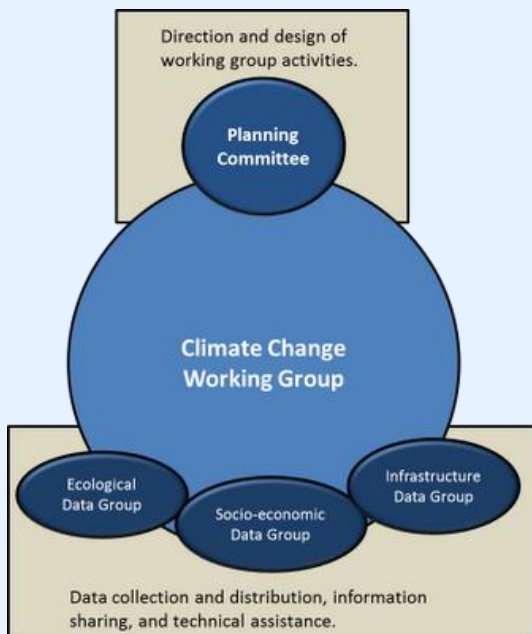 Direction and design of
working group activities.
Planning
Committee
Climate Change
Working Group
Ecological
Data Group
Socio-economic
Data Group
Infrastructure
Data Group
Data collection and distribution, information
sharing, and technical assistance.